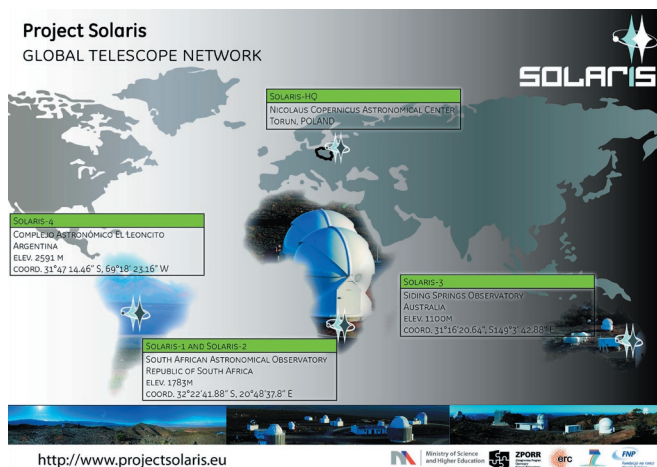 Project Solaris
GLOBAL TELESCOPE NETWORK
SOLARIS
SOLARIS-HQ
NICOLAUS COPERNICUS ASTRONOMICAL CENTER
TORUN, POLAND
SOLARIS-4
COMPLEJO ASTRONÓMICO EL LEONCITO
ARGENTINA
ELEV. 2591 M
COORD. 31°47 14.46" S, 69°18' 23.16" W
SOLARIS-3
SIDING SPRINGS OBSERVATORY
AUSTRALIA
ELEV. 1100M
COORD. 31°16'20.64", S149°3' 42.88" E
SOLARIS-1 AND SOLARIS-2
SOUTH AFRICAN ASTRONOMICAL OBSERVATORY
REPUBLIC OF SOUTH AFRICA
ELEV. 1783M
COORD. 32°22'41.88" S, 20°48'37.8" E
http://www.projectsolaris.eu
Ministry of Science
and Higher Education
ZPORR
erc
7
FNP